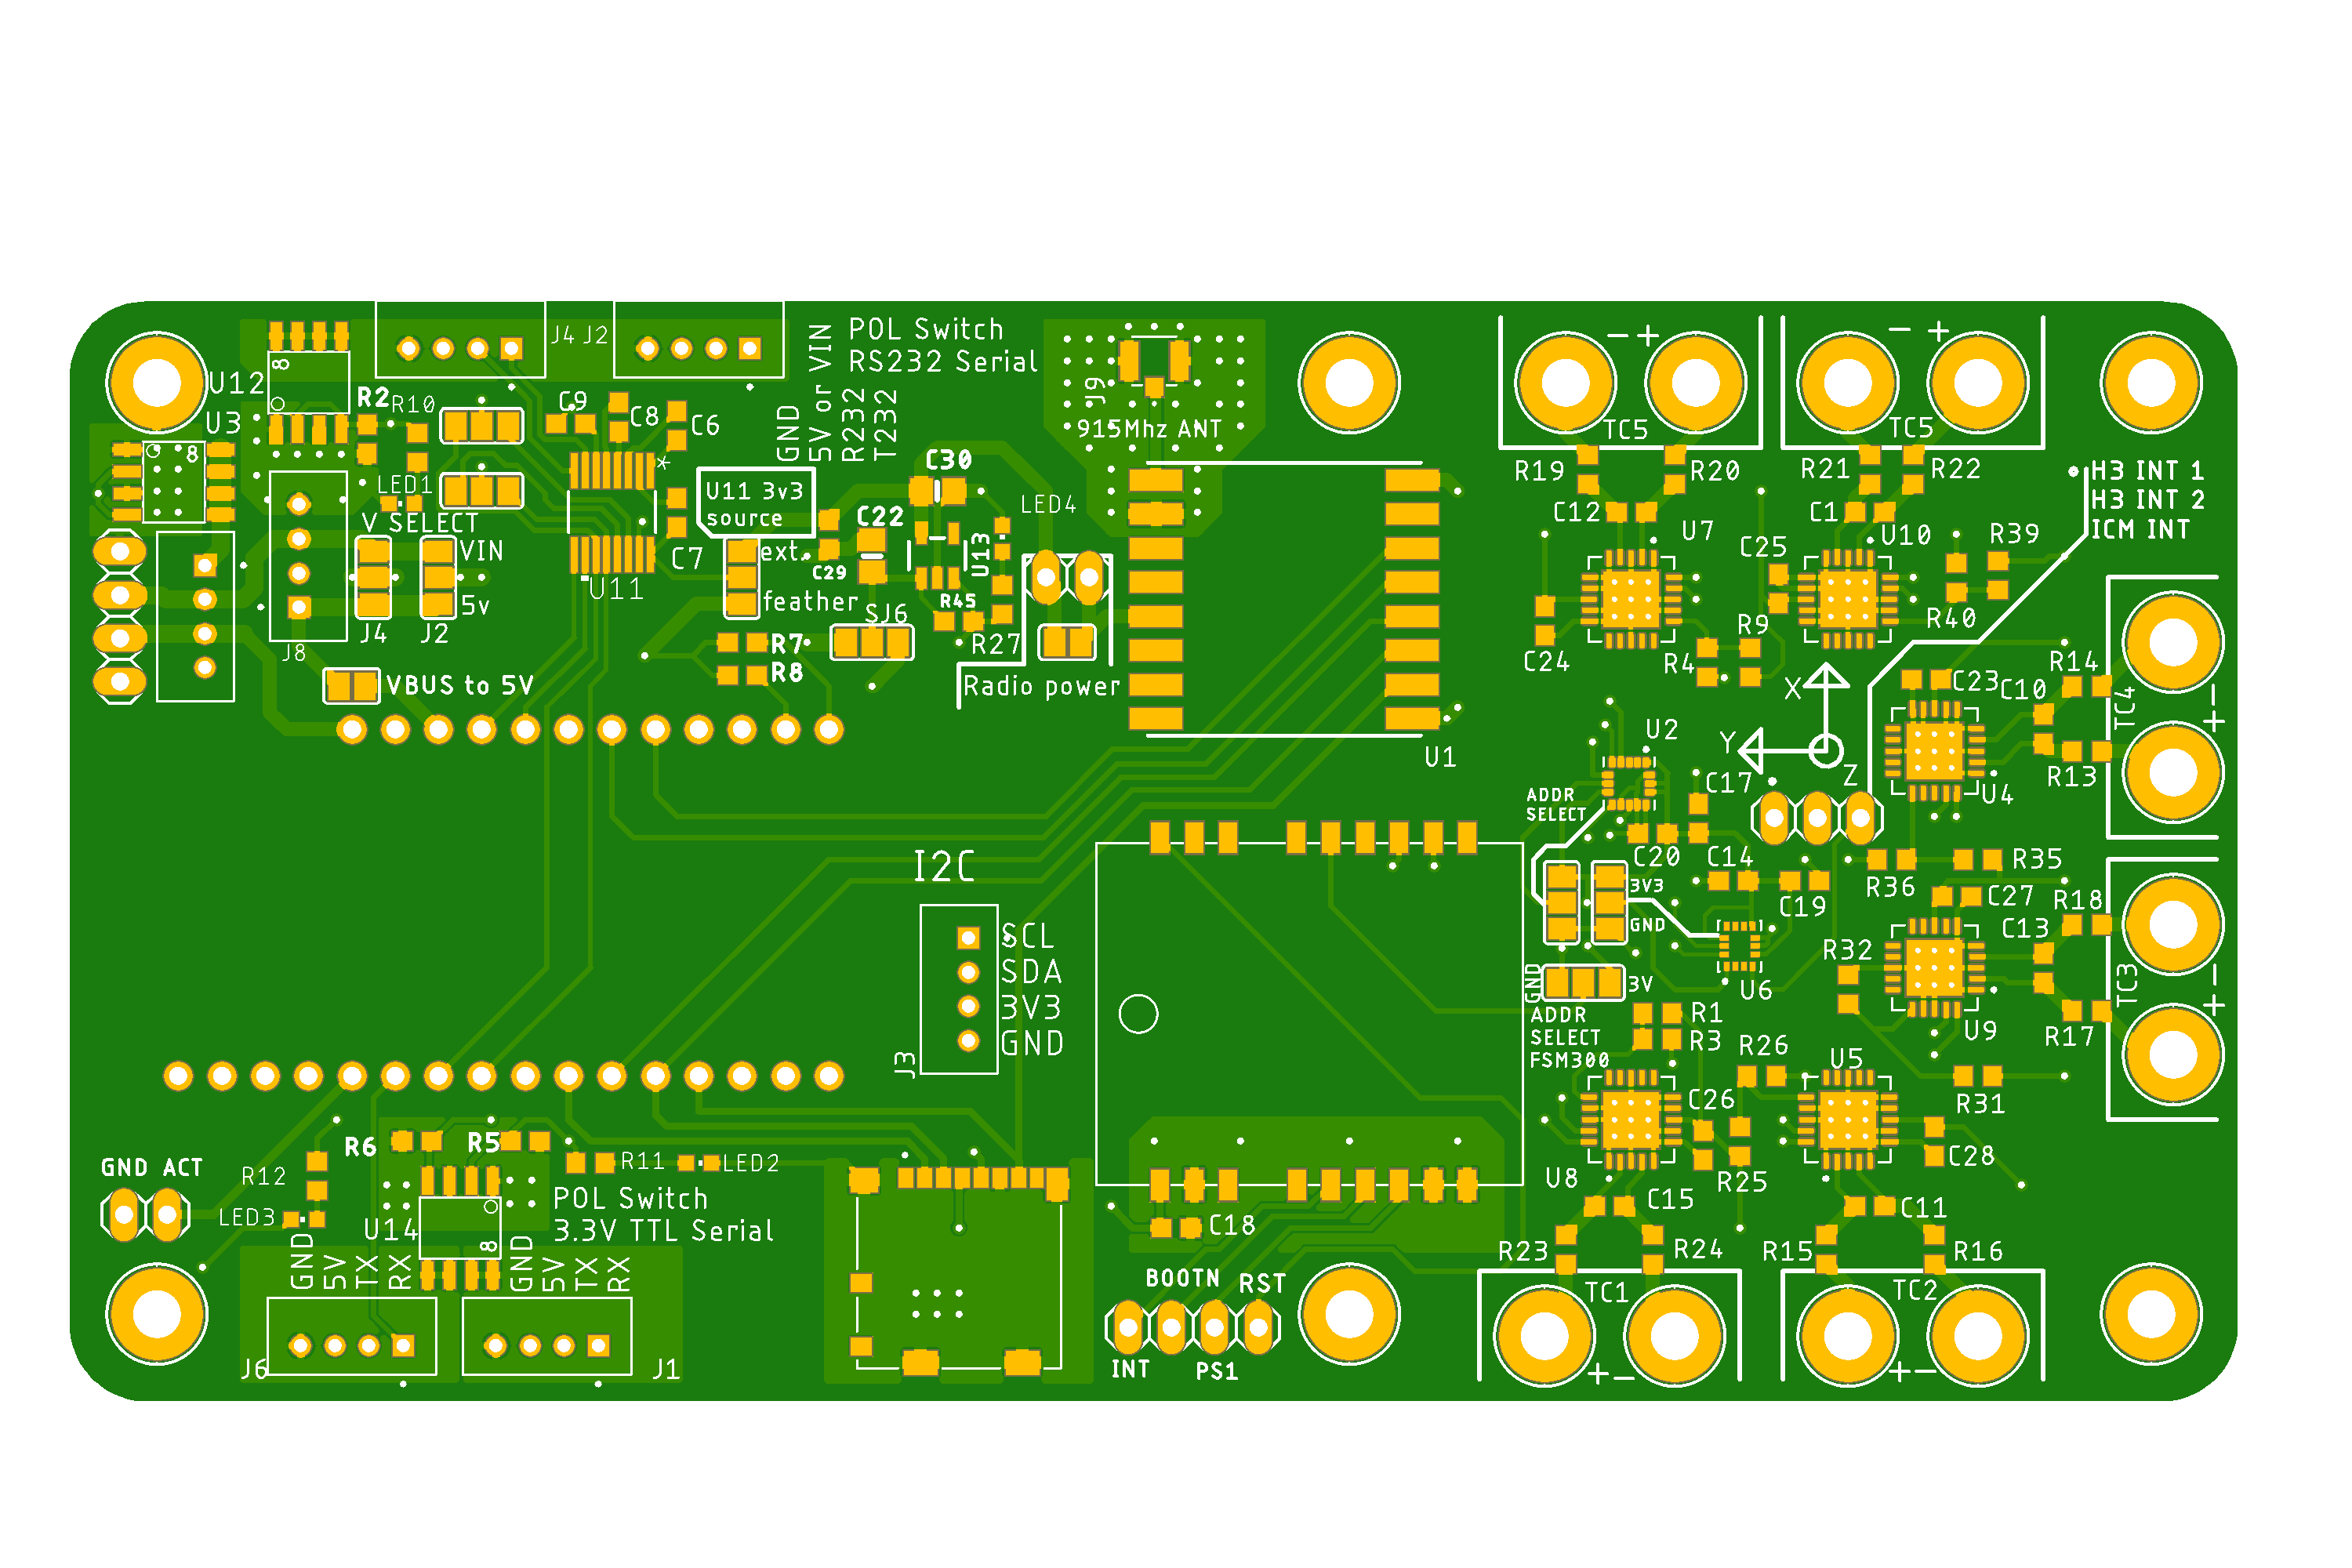 J4
J2
POL Switch
RS232 Serial
GND
5V or VIN
R232
T232
U12
8
R2
R10
U3
8
C9
C8
C6
J9
915Mhz ANT
TC5
- +
TC5
- +
R19
R20
R21
R22
H3 INT 1
H3 INT 2
ICM INT
LED1
V SELECT
*
U11 3v3
source
C30
C22
LED4
C12
U7
C1
U10
R39
VIN
C7
ext.
C29
U13
C25
U11
5v
feather
R45
SJ6
R27
J4
J2
J8
R7
R8
C24
R4
R9
R40
R14
VBUS to 5V
Radio power
X
C23
C10
TC4
-
+
U1
U2
Y
Z
C17
R13
U4
ADDR
SELECT
I2C
C20
C14
R35
R36
3V3
C19
C27
R18
GND
C13
SCL
SDA
3V3
GND
J3
R32
TC3
-
+
GND
3V
U6
ADDR
SELECT
FSM300
R1
R3
R26
U5
U9
R17
C26
R31
R6
R5
GND ACT
R12
R11
LED2
U8
R25
C28
LED3
U14
8
POL Switch
3.3V TTL Serial
C18
C15
C11
GND
5V
TX
RX
GND
5V
TX
RX
R23
R24
R15
R16
BOOTN
RST
TC1
TC2
J6
J1
INT
PS1
+-
+-